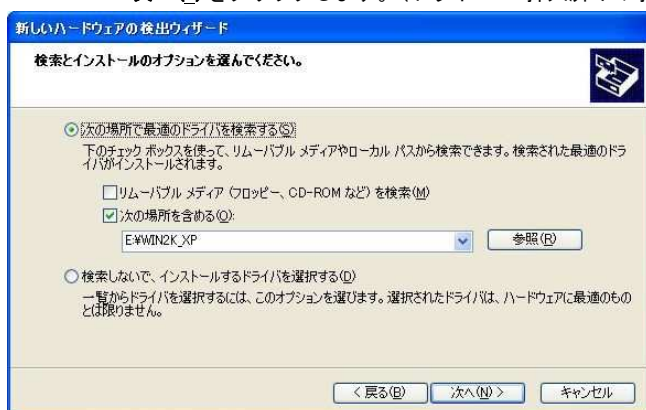 新しいハードウェアの検出ウィザード
検索とインストールのオプションを選んでください。
次の場所で最適のドライバを検索する(S)
下のチェック ボックスを使って、リムーバブル メディアやローカル パスから検索できます。検索された最適のドラ
イバがインストールされます。
リムーバブル メディア (フロッピー、CD-ROM など) を検索(M)
次の場所を含める(O):
E:¥WIN2K_XP
参照(R)
検索しないで、インストールするドライバを選択する(D)
一覧からドライバを選択するには、このオプションを選びます。選択されたドライバは、ハードウェアに最適のもの
とは限りません。
< 戻る(B)
次へ(N) >
キャンセル